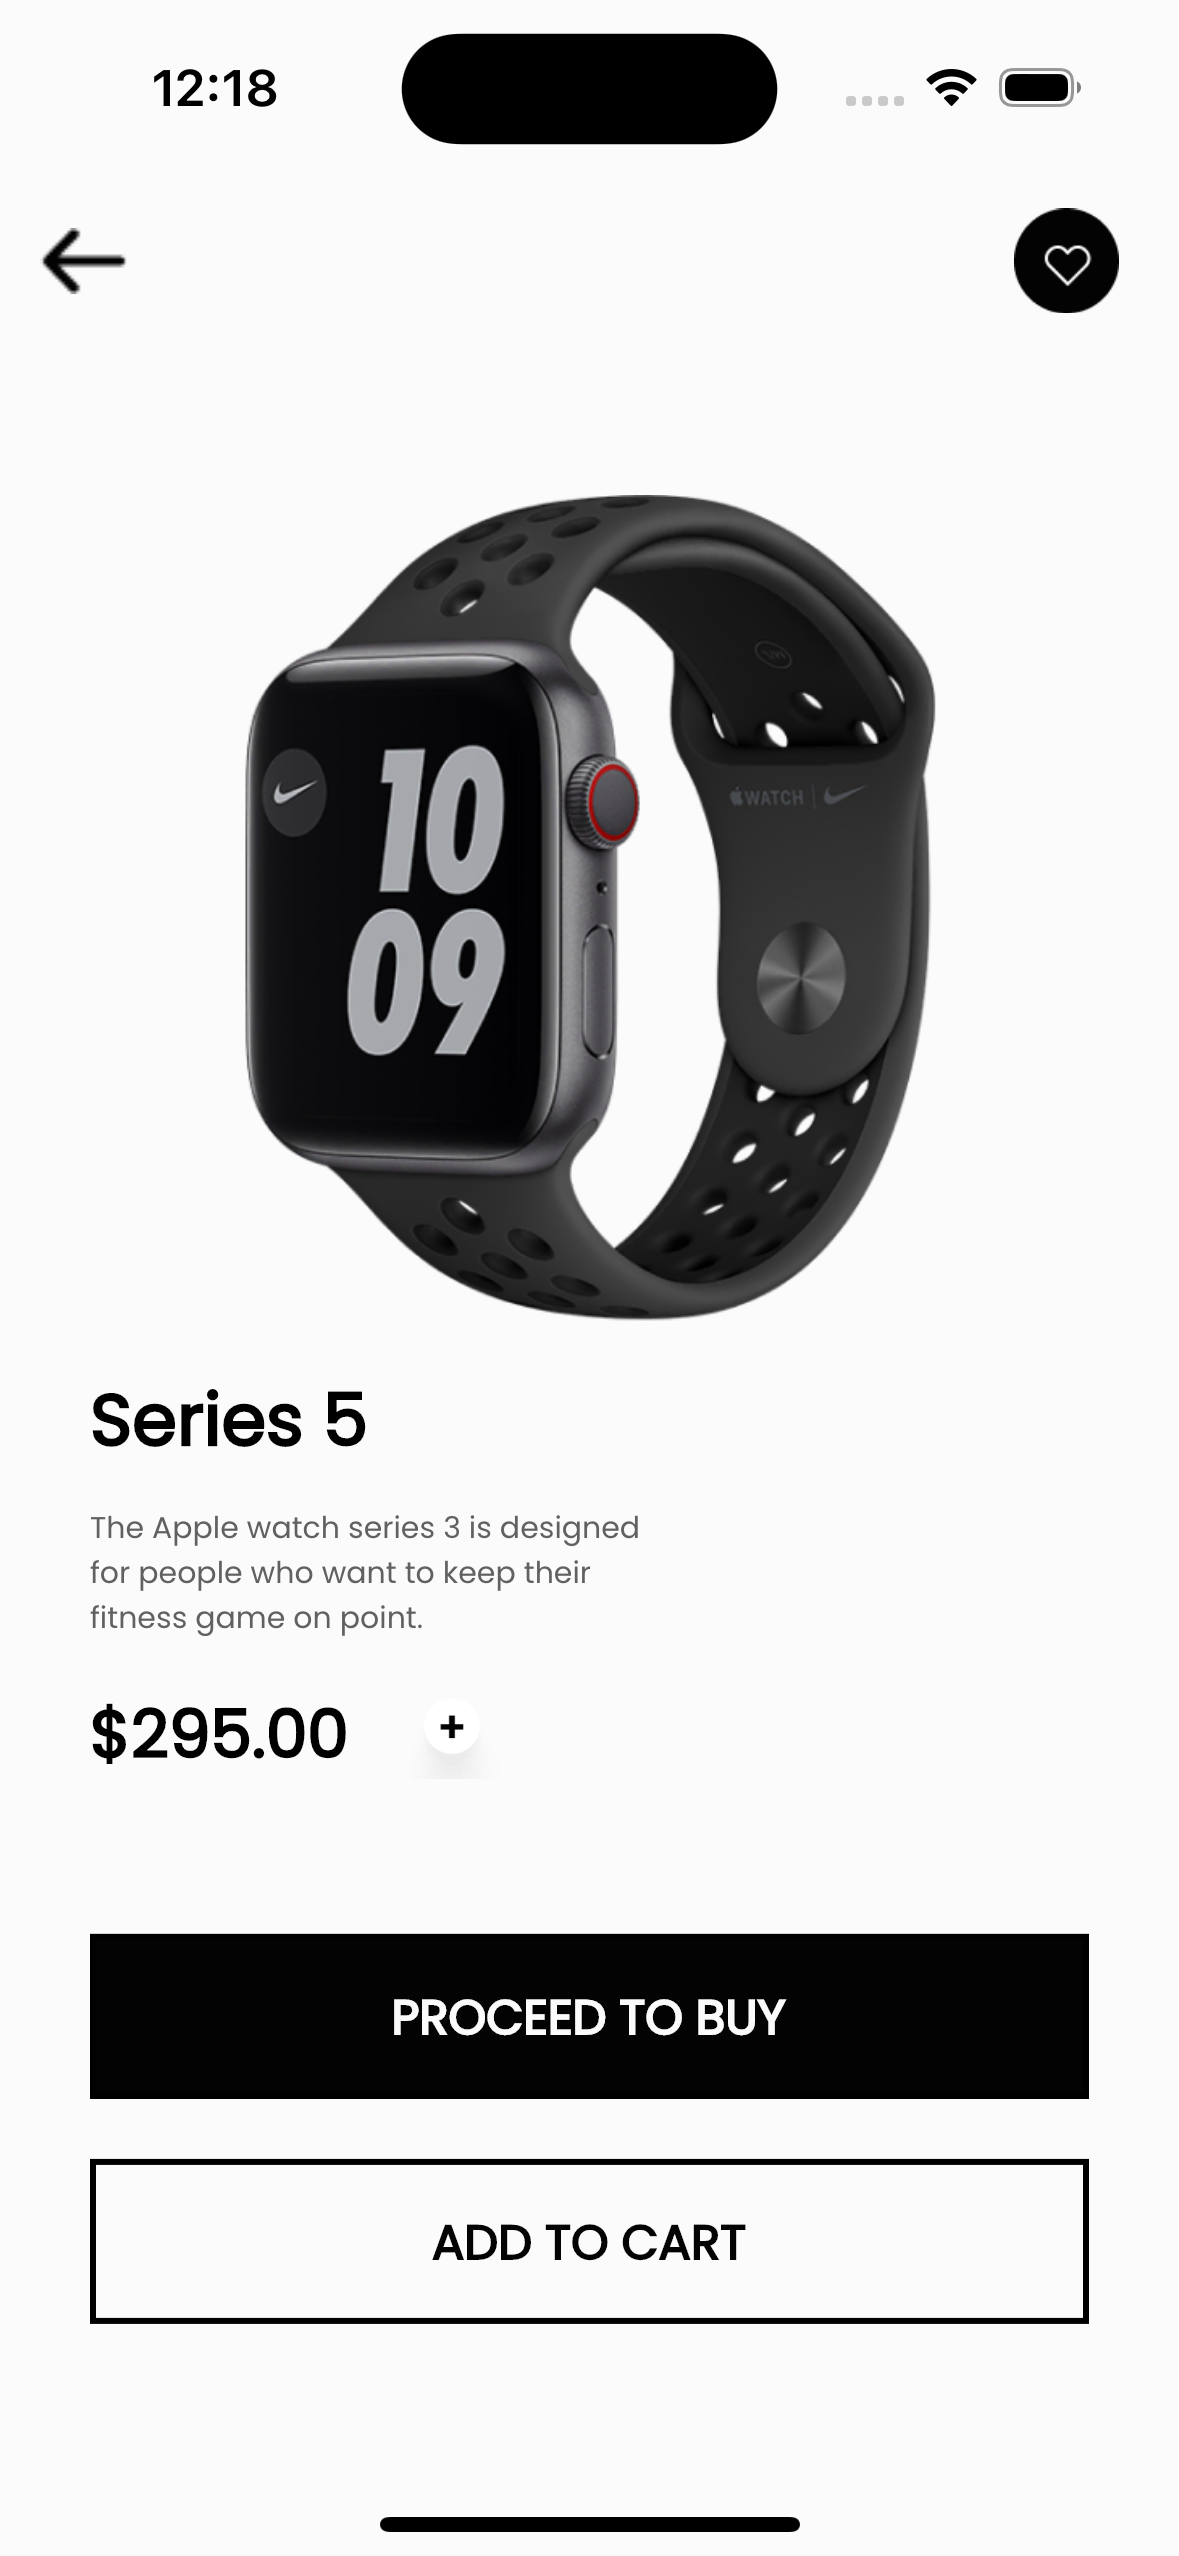 12:18
10
09
WATCH
Series 5
The Apple watch series 3 is designed
for people who want to keep their
fitness game on point.
$295.00 +
PROCEED TO BUY
ADD TO CART